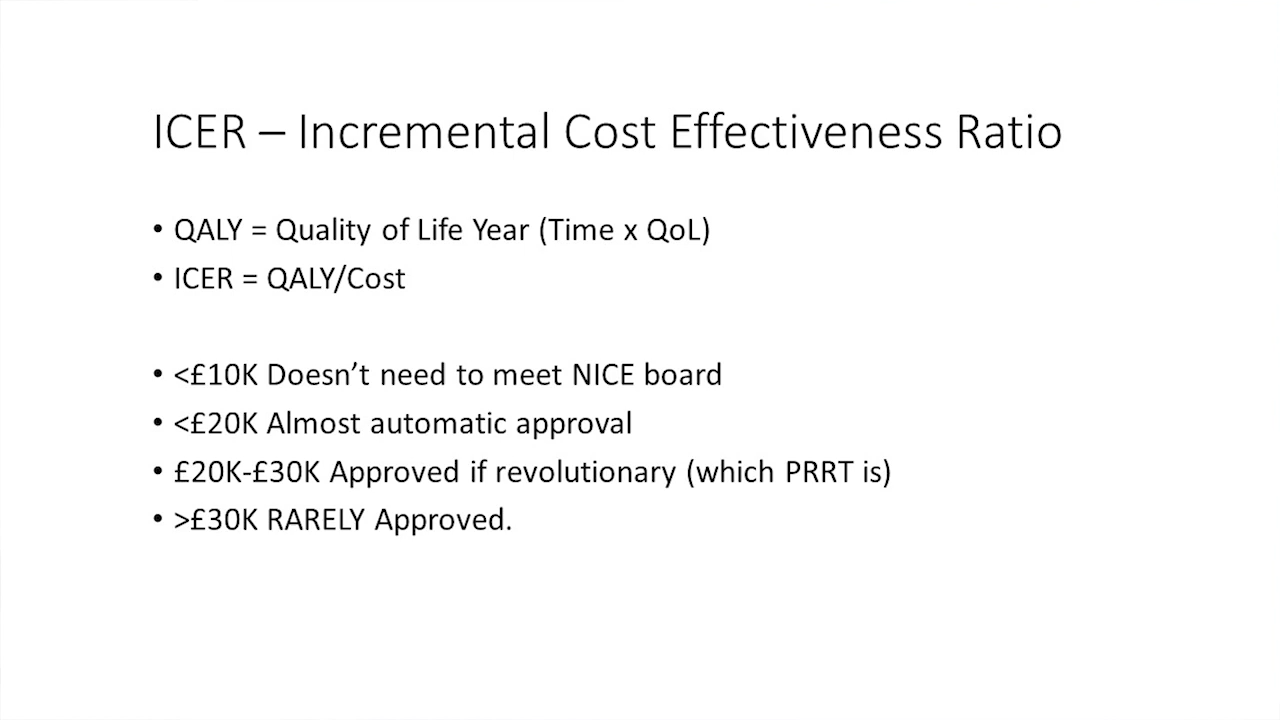 ICER – Incremental Cost Effectiveness Ratio
• QALY = Quality of Life Year (Time x QoL)
• ICER = QALY/Cost
• <£10K Doesn’t need to meet NICE board
• <£20K Almost automatic approval
• £20K-£30K Approved if revolutionary (which PRRT is)
• >£30K RARELY Approved.